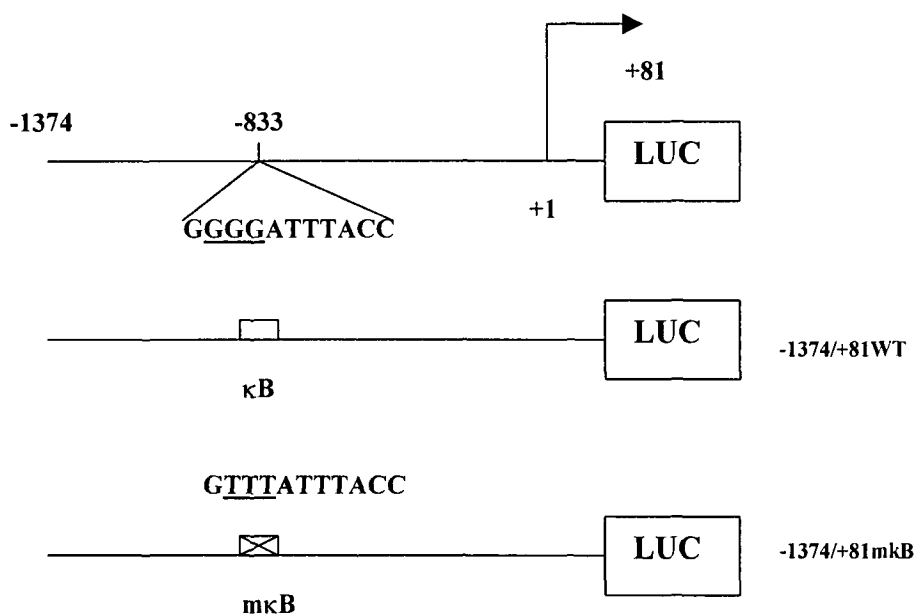 +81
-1374
-833
LUC
+1
GGGGATTTACC
LUC
-1374/+81WT
κB
GTTTATTTACC
LUC
-1374/+81mkB
mκB